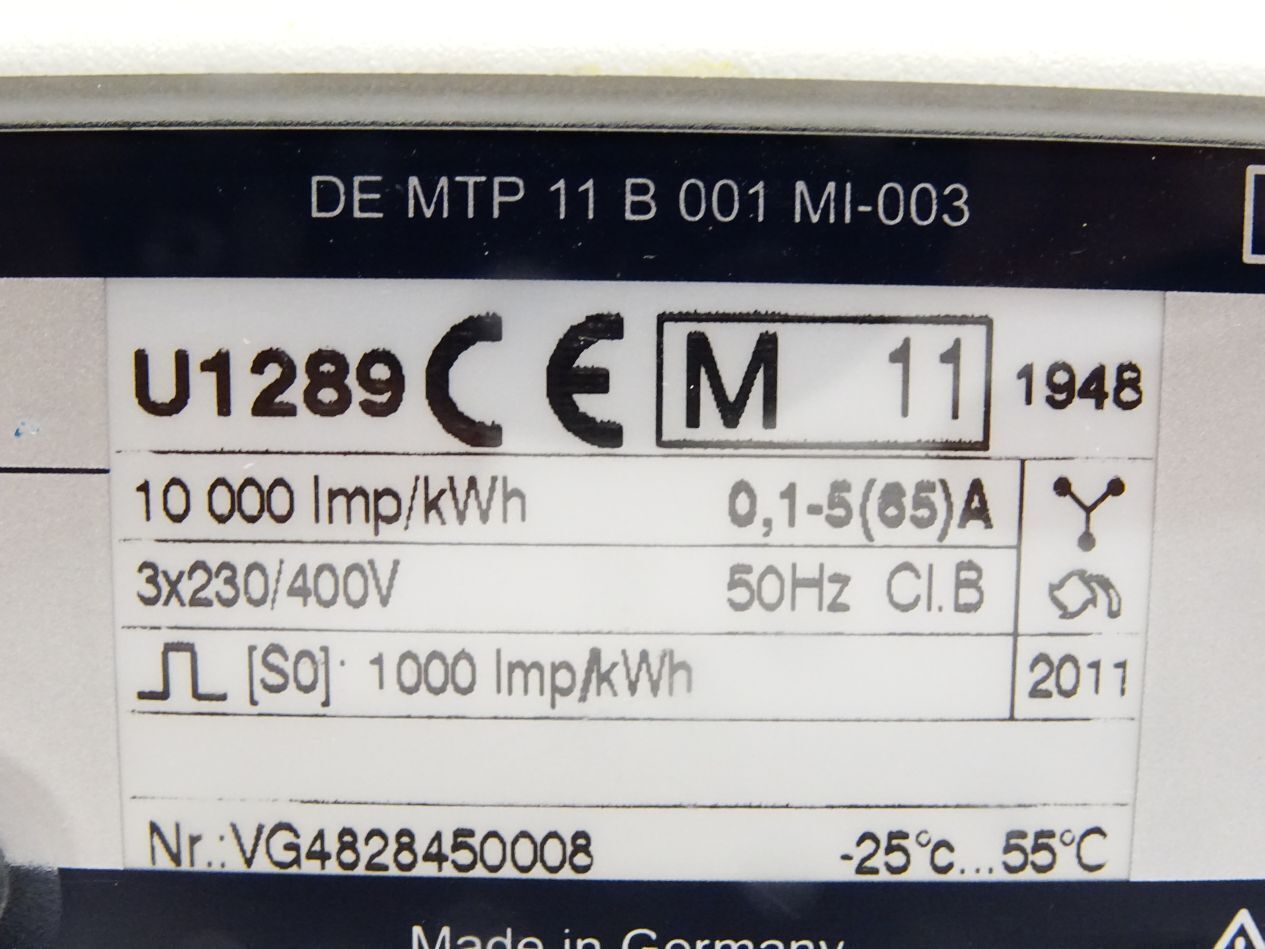 DE MTP 11 B 001 MI-003
U1289 CE M 11 1948
10 000 Imp/kWh 0,1-5(65)A
3x230/400V 50Hz Cl.B
[S0]: 1000 Imp/kWh 2011
Nr.:VG4828450008 -25°c...55°C
Made in Germany